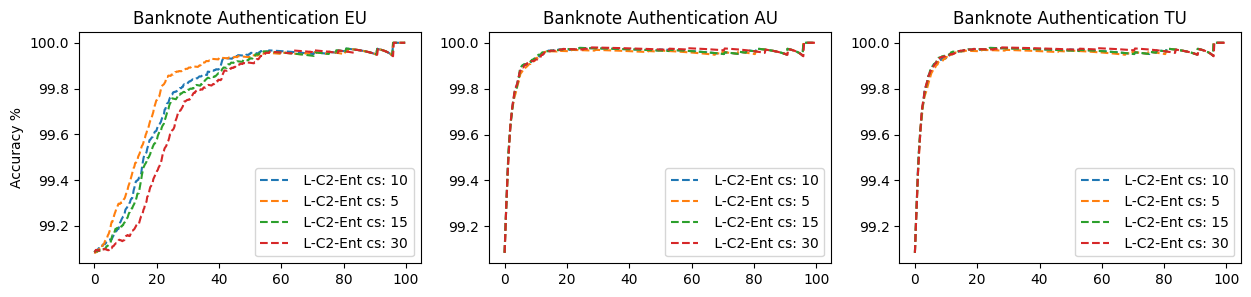 Banknote Authentication EU
Accuracy %
100.0
99.8
99.6
99.4
99.2
0 20 40 60 80 100
L-C2-Ent cs: 10
L-C2-Ent cs: 5
L-C2-Ent cs: 15
L-C2-Ent cs: 30
Banknote Authentication AU
100.0
99.8
99.6
99.4
99.2
0 20 40 60 80 100
L-C2-Ent cs: 10
L-C2-Ent cs: 5
L-C2-Ent cs: 15
L-C2-Ent cs: 30
Banknote Authentication TU
100.0
99.8
99.6
99.4
99.2
0 20 40 60 80 100
L-C2-Ent cs: 10
L-C2-Ent cs: 5
L-C2-Ent cs: 15
L-C2-Ent cs: 30